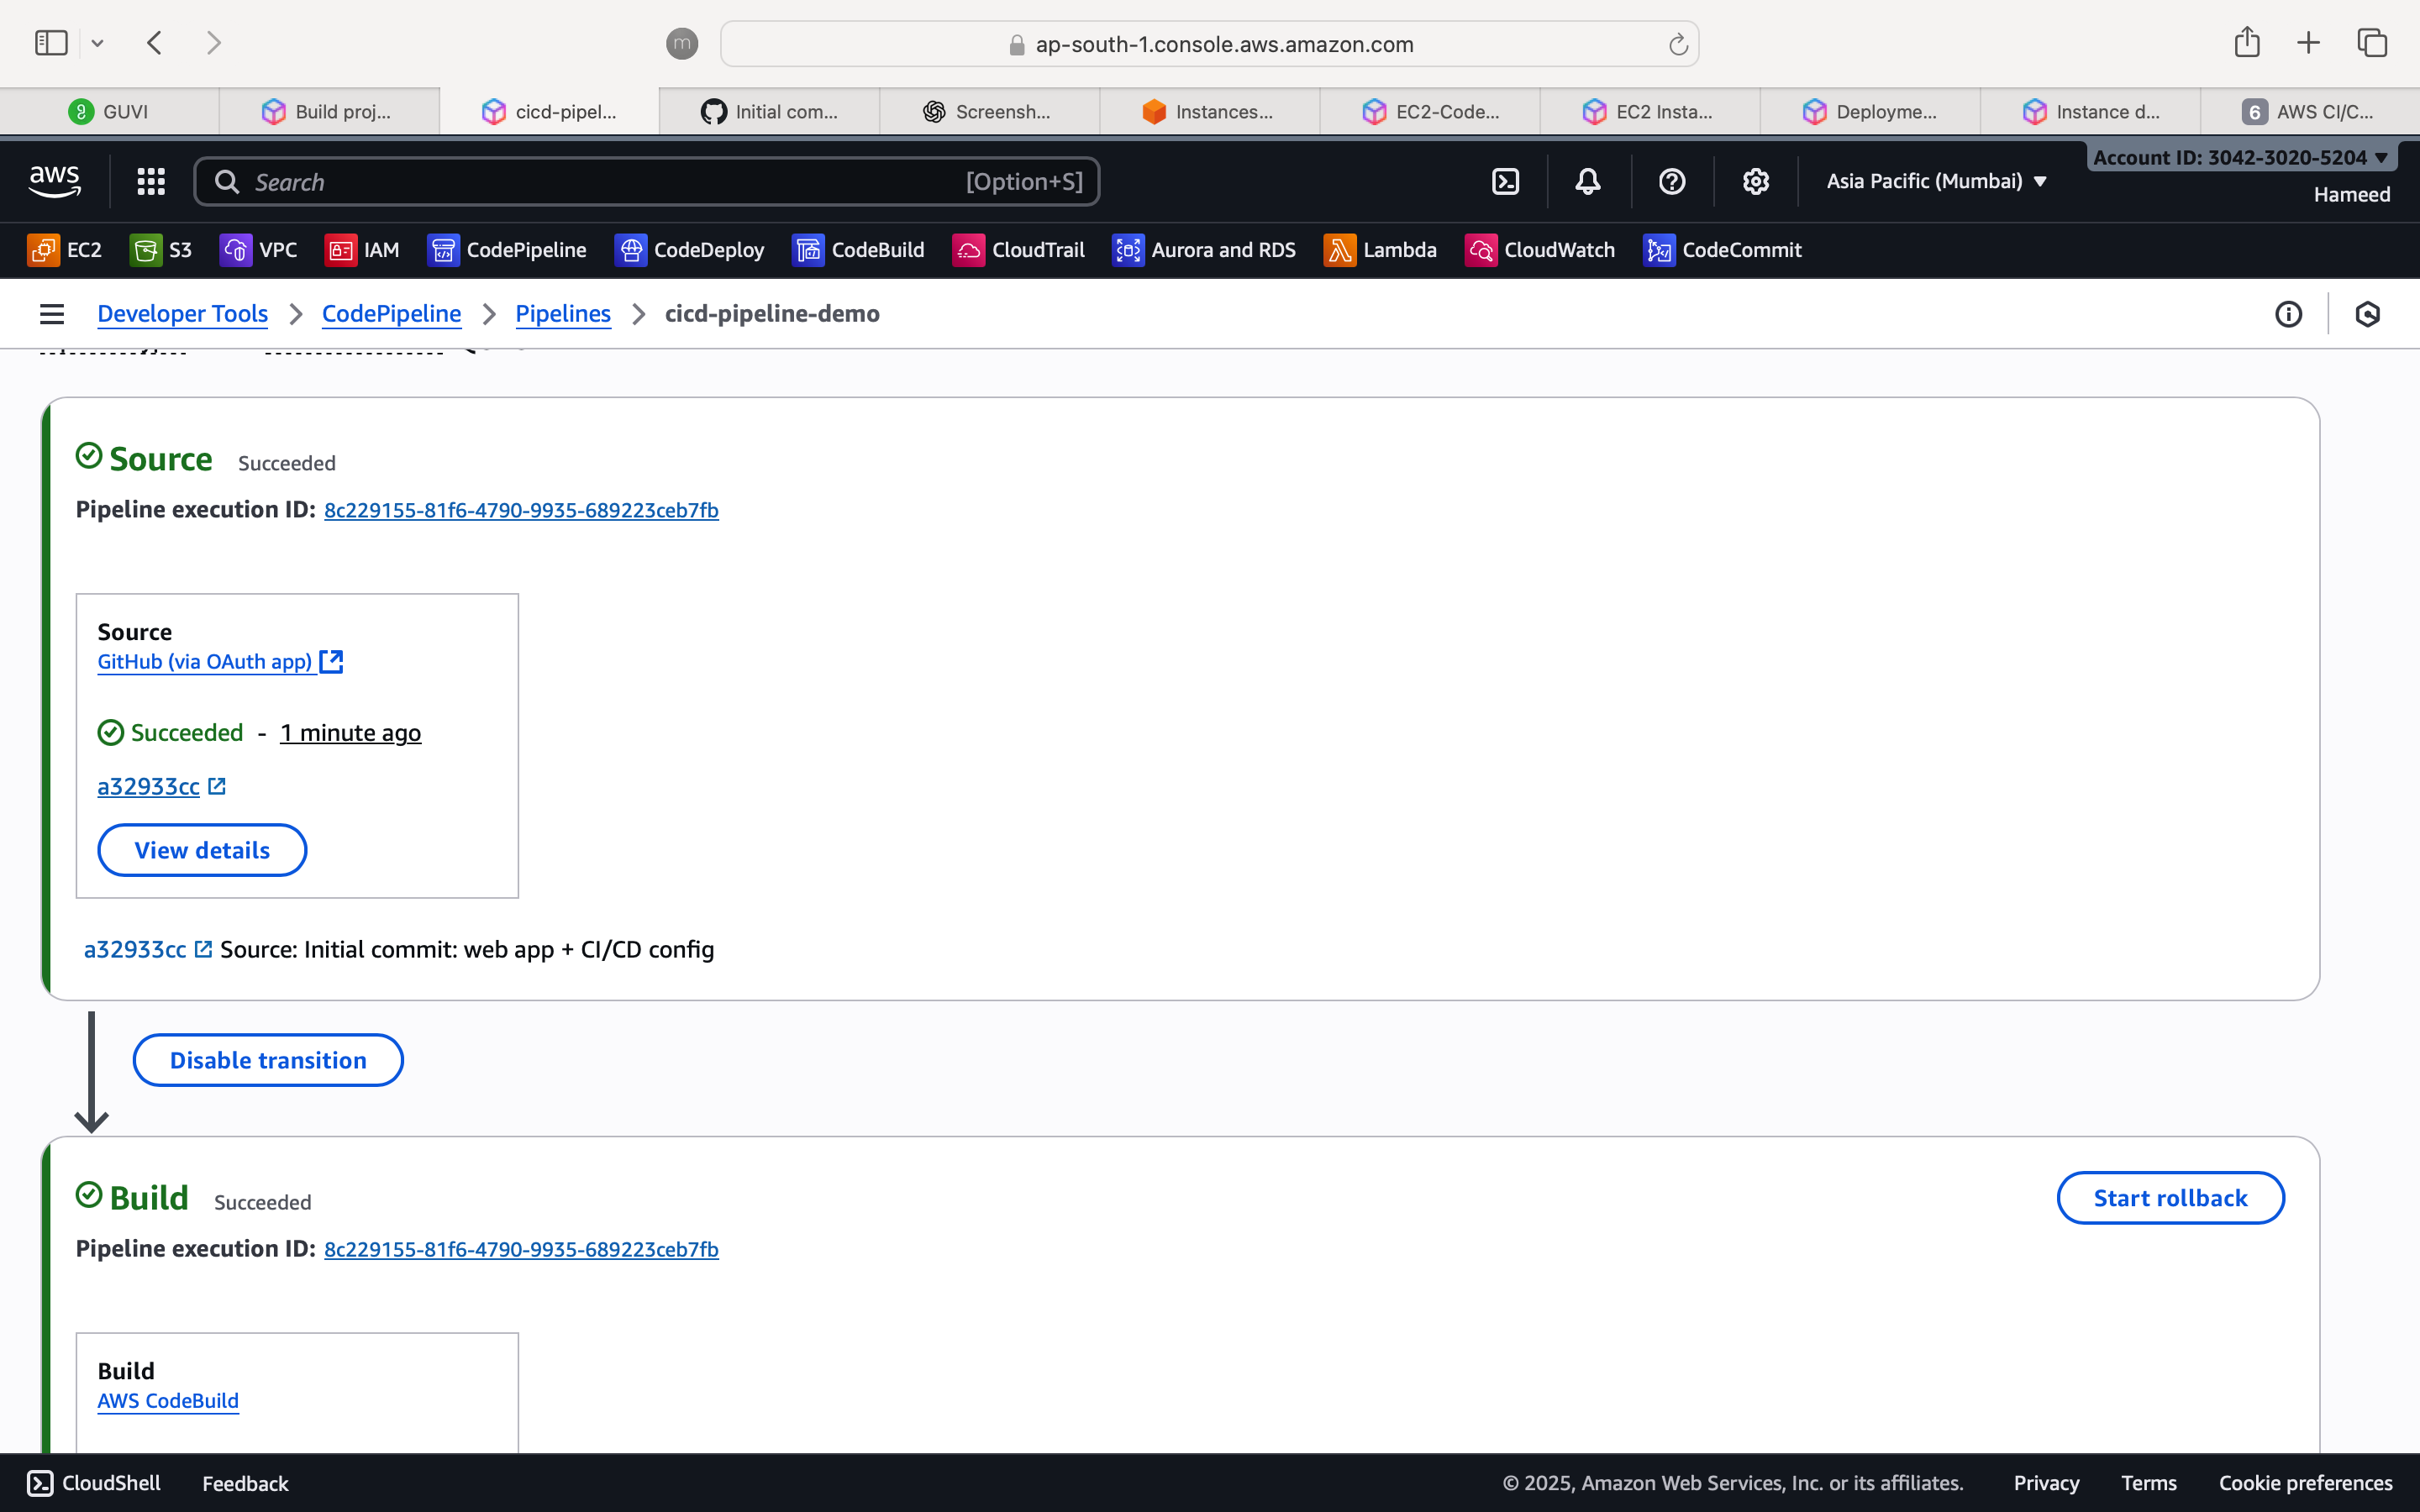 m
ap-south-1.console.aws.amazon.com
GUVI
Build proj...
cicd-pipel...
Initial com...
Screensh...
Instances...
EC2-Code...
EC2 Insta...
Deployme...
Instance d...
6 AWS CI/C...
aws
Search [Option+S]
Asia Pacific (Mumbai)
Account ID: 3042-3020-5204
Hameed
EC2 S3 VPC IAM CodePipeline CodeDeploy CodeBuild CloudTrail Aurora and RDS Lambda CloudWatch CodeCommit
Developer Tools CodePipeline Pipelines cicd-pipeline-demo
Source Succeeded
Pipeline execution ID: 8c229155-81f6-4790-9935-689223ceb7fb
Source
GitHub (via OAuth app)
Succeeded - 1 minute ago
a32933cc
View details
a32933cc Source: Initial commit: web app + CI/CD config
Disable transition
Build Succeeded
Start rollback
Pipeline execution ID: 8c229155-81f6-4790-9935-689223ceb7fb
Build
AWS CodeBuild
CloudShell Feedback © 2025, Amazon Web Services, Inc. or its affiliates. Privacy Terms Cookie preferences